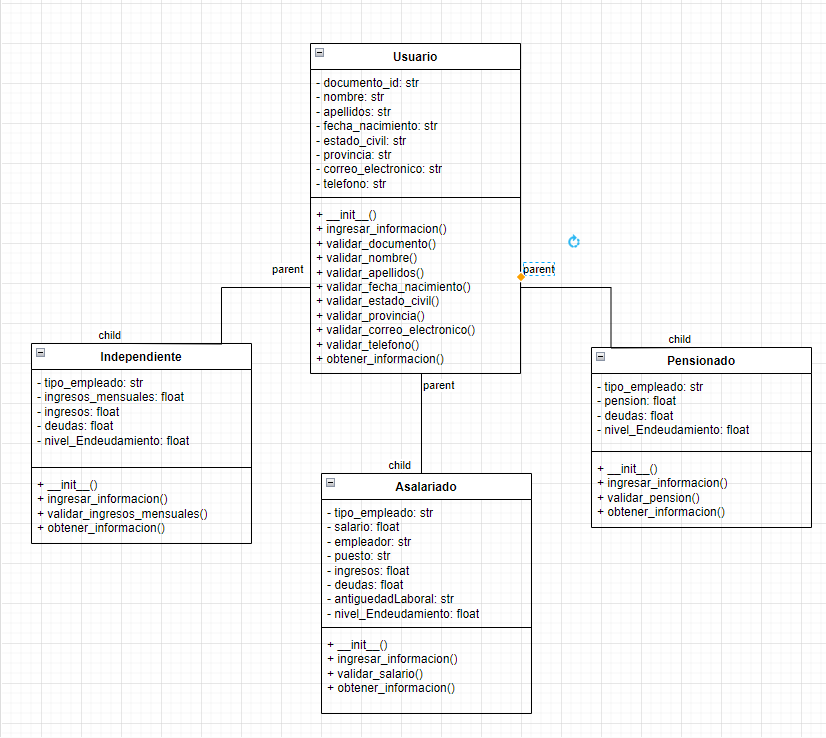 Usuario
- documento_id: str
- nombre: str
- apellidos: str
- fecha_nacimiento: str
- estado_civil: str
- provincia: str
- correo_electronico: str
- telefono: str
+ __init__()
+ ingresar_informacion()
+ validar_documento()
+ validar_nombre()
+ validar_apellidos()
+ validar_fecha_nacimiento()
+ validar_estado_civil()
+ validar_provincia()
+ validar_correo_electronico()
+ validar_telefono()
+ obtener_informacion()
parent
parent
parent
child
Independiente
- tipo_empleado: str
- ingresos_mensuales: float
- ingresos: float
- deudas: float
- nivel_Endeudamiento: float
+ __init__()
+ ingresar_informacion()
+ validar_ingresos_mensuales()
+ obtener_informacion()
child
Asalariado
- tipo_empleado: str
- salario: float
- empleador: str
- puesto: str
- ingresos: float
- deudas: float
- antiguedadLaboral: str
- nivel_Endeudamiento: float
+ __init__()
+ ingresar_informacion()
+ validar_salario()
+ obtener_informacion()
child
Pensionado
- tipo_empleado: str
- pension: float
- deudas: float
- nivel_Endeudamiento: float
+ __init__()
+ ingresar_informacion()
+ validar_pension()
+ obtener_informacion()